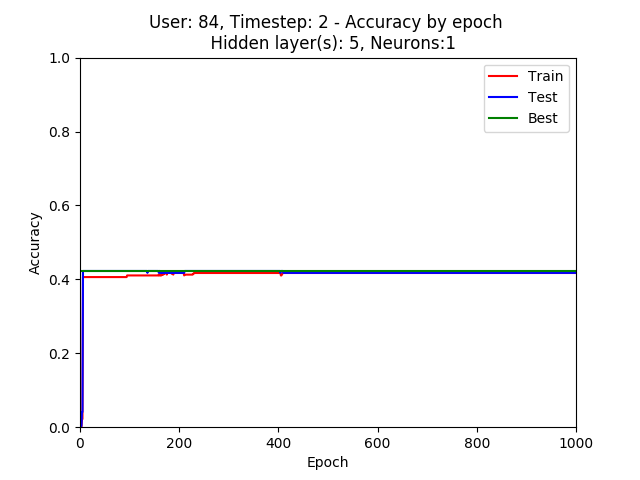 User: 84, Timestep: 2 - Accuracy by epoch
Hidden layer(s): 5, Neurons:1
1.0
Train
Test
Best
0.8
0.6
Accuracy
0.4
0.2
0.0
0 200 400 600 800 1000
Epoch